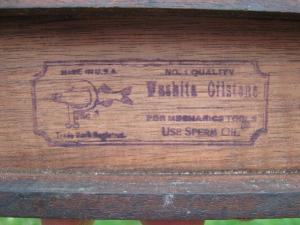 MADE IN U.S.A.
NO. 1 QUALITY
Washita Oilstone
Trade Mark Registered
FOR MECHANICS TOOLS
USE SPERM OIL